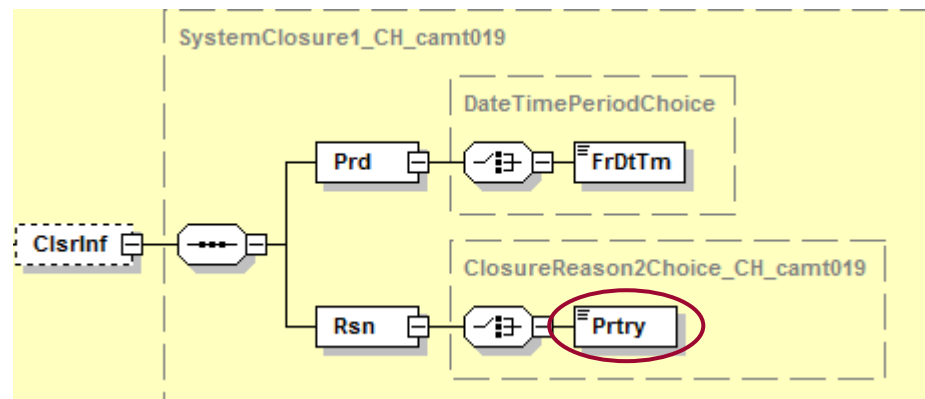 SystemClosure1_CH_camt019
DateTimePeriodChoice
Prd
FrDtTm
ClsrInf
ClosureReason2Choice_CH_camt019
Rsn
Prtry